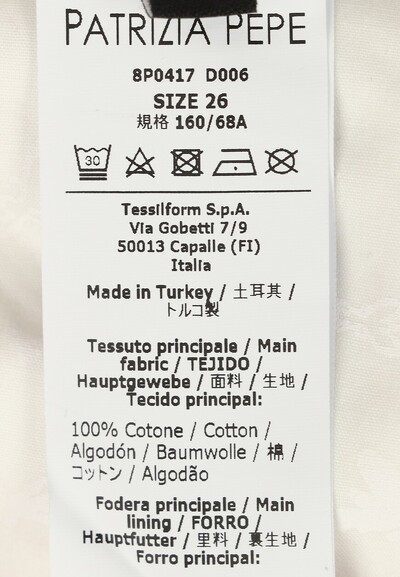 PATRIZIA PEPE
8P0417 D006
SIZE 26
規格 160/68A
30
Tessilform S.p.A.
Via Gobetti 7/9
50013 Capalle (FI)
Italia
Made in Turkey / 土耳其 /
トルコ製
Tessuto principale / Main
fabric / TEJIDO /
Hauptgewebe / 面料 / 生地 /
Tecido principal:
100% Cotone / Cotton /
Algodón / Baumwolle / 棉 /
コットン / Algodão
Fodera principale / Main
lining / FORRO /
Hauptfutter / 里料 / 裏生地 /
Forro principal: